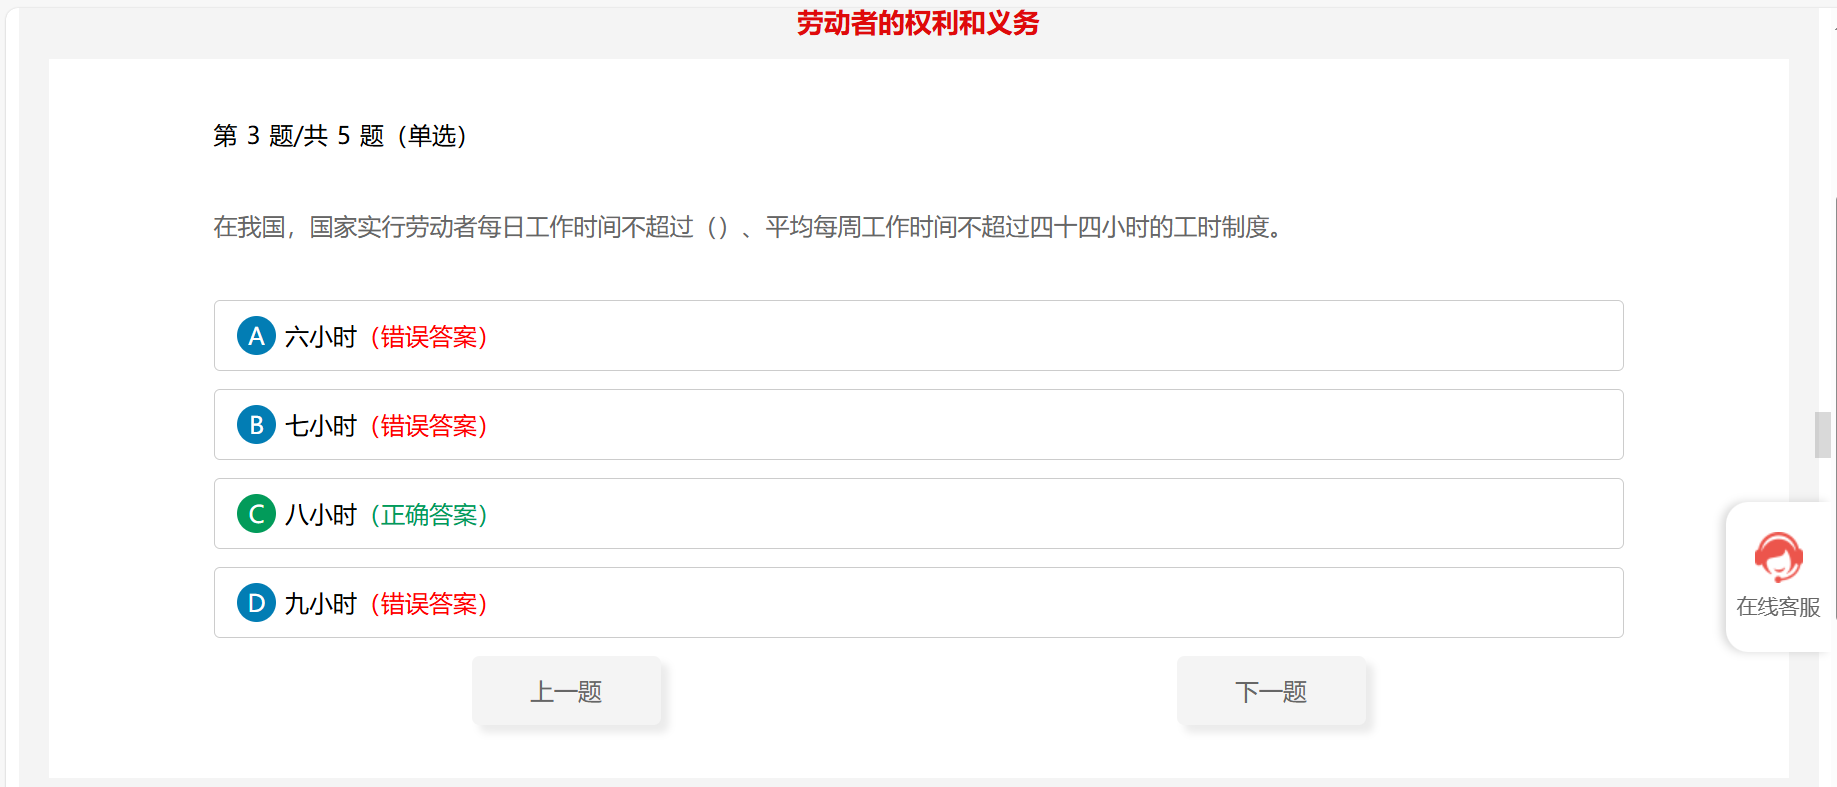 劳动者的权利和义务
第 3 题/共 5 题（单选）
在我国，国家实行劳动者每日工作时间不超过（）、平均每周工作时间不超过四十四小时的工时制度。
A 六小时（错误答案）
B 七小时（错误答案）
C 八小时（正确答案）
D 九小时（错误答案）
在线客服
上一题 下一题